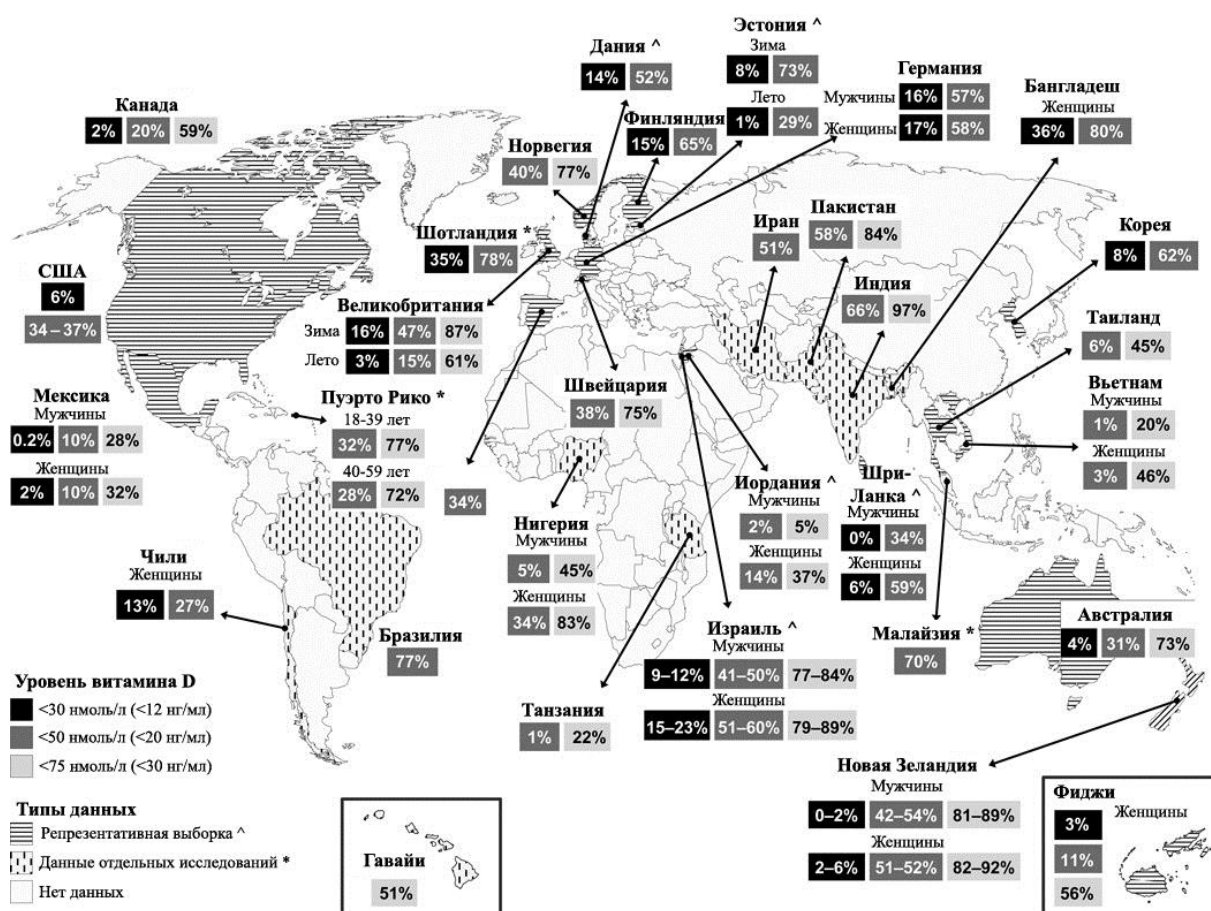 Канада
2% 20% 59%
Дания ^
14% 52%
Эстония ^
Зима
8% 73%
Лето
1% 29%
Германия
Мужчины 16% 57%
Женщины 17% 58%
Бангладеш
Женщины
36% 80%
Финляндия
15% 65%
Норвегия
40% 77%
Шотландия *
35% 78%
Иран
51%
Пакистан
58% 84%
Корея
8% 62%
США
6%
34 – 37%
Великобритания
Зима 16% 47% 87%
Лето 3% 15% 61%
Индия
66% 97%
Таиланд
6% 45%
Мексика
Мужчины
0.2% 10% 28%
Женщины
2% 10% 32%
Пуэрто Рико *
18-39 лет
32% 77%
40-59 лет
28% 72%
34%
Швейцария
38% 75%
Вьетнам
Мужчины
1% 20%
Женщины
3% 46%
Нигерия
Мужчины
5% 45%
Женщины
34% 83%
Иордания ^
Мужчины
2% 5%
Женщины
14% 37%
Шри-
Ланка ^
Мужчины
0% 34%
Женщины
6% 59%
Чили
Женщины
13% 27%
Бразилия
77%
Израиль ^
Мужчины
9–12% 41–50% 77–84%
Женщины
15–23% 51–60% 79–89%
Малайзия *
70%
Австралия
4% 31% 73%
Танзания
1% 22%
Новая Зеландия
Мужчины
0–2% 42–54% 81–89%
Женщины
2–6% 51–52% 82–92%
Фиджи
Женщины
3%
11%
56%
Гавайи
51%
Уровень витамина D
<30 нмоль/л (<12 нг/мл)
<50 нмоль/л (<20 нг/мл)
<75 нмоль/л (<30 нг/мл)
Типы данных
Репрезентативная выборка ^
Данные отдельных исследований *
Нет данных